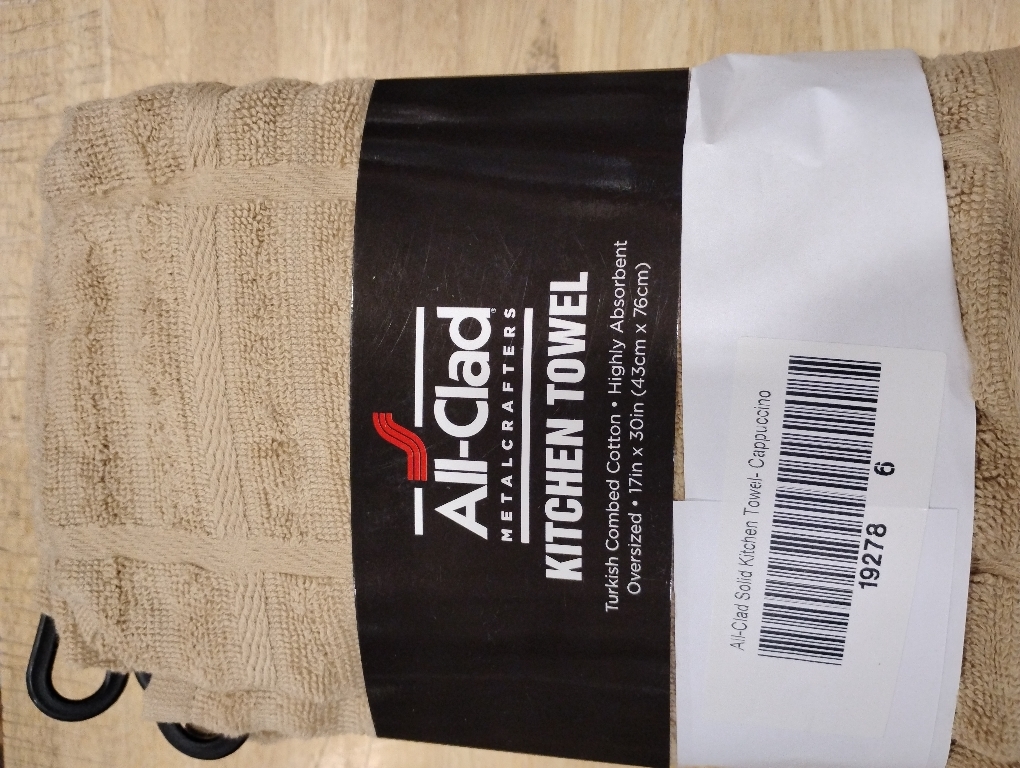 All-Clad
METALCRAFTERS
KITCHEN TOWEL
Turkish Combed Cotton • Highly Absorbent
Oversized • 17in x 30in (43cm x 76cm)
All-Clad Solid Kitchen Towel- Cappuccino
19278 6